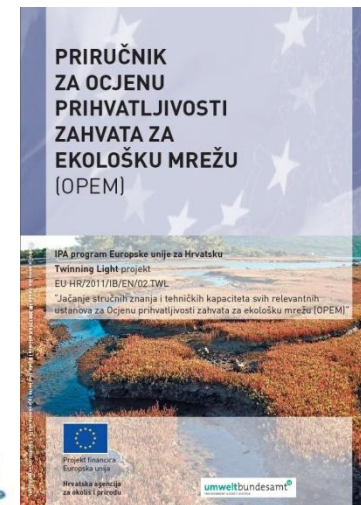 PRIRUČNIK
ZA OCJENU
PRIHVATLJIVOSTI
ZAHVATA ZA
EKOLOŠKU MREŽU
(OPEM)
IPA program Europske unije za Hrvatsku
Twinning Light projekt
EU HR/2011/IB/EN/02 TWL
"Jačanje stručnih znanja i tehničkih kapaciteta svih relevantnih
ustanova za Ocjenu prihvatljivosti zahvata za ekološku mrežu (OPEM)"
Projekt financira
Europska unija
Hrvatska agencija
za okoliš i prirodu
umweltbundesamt